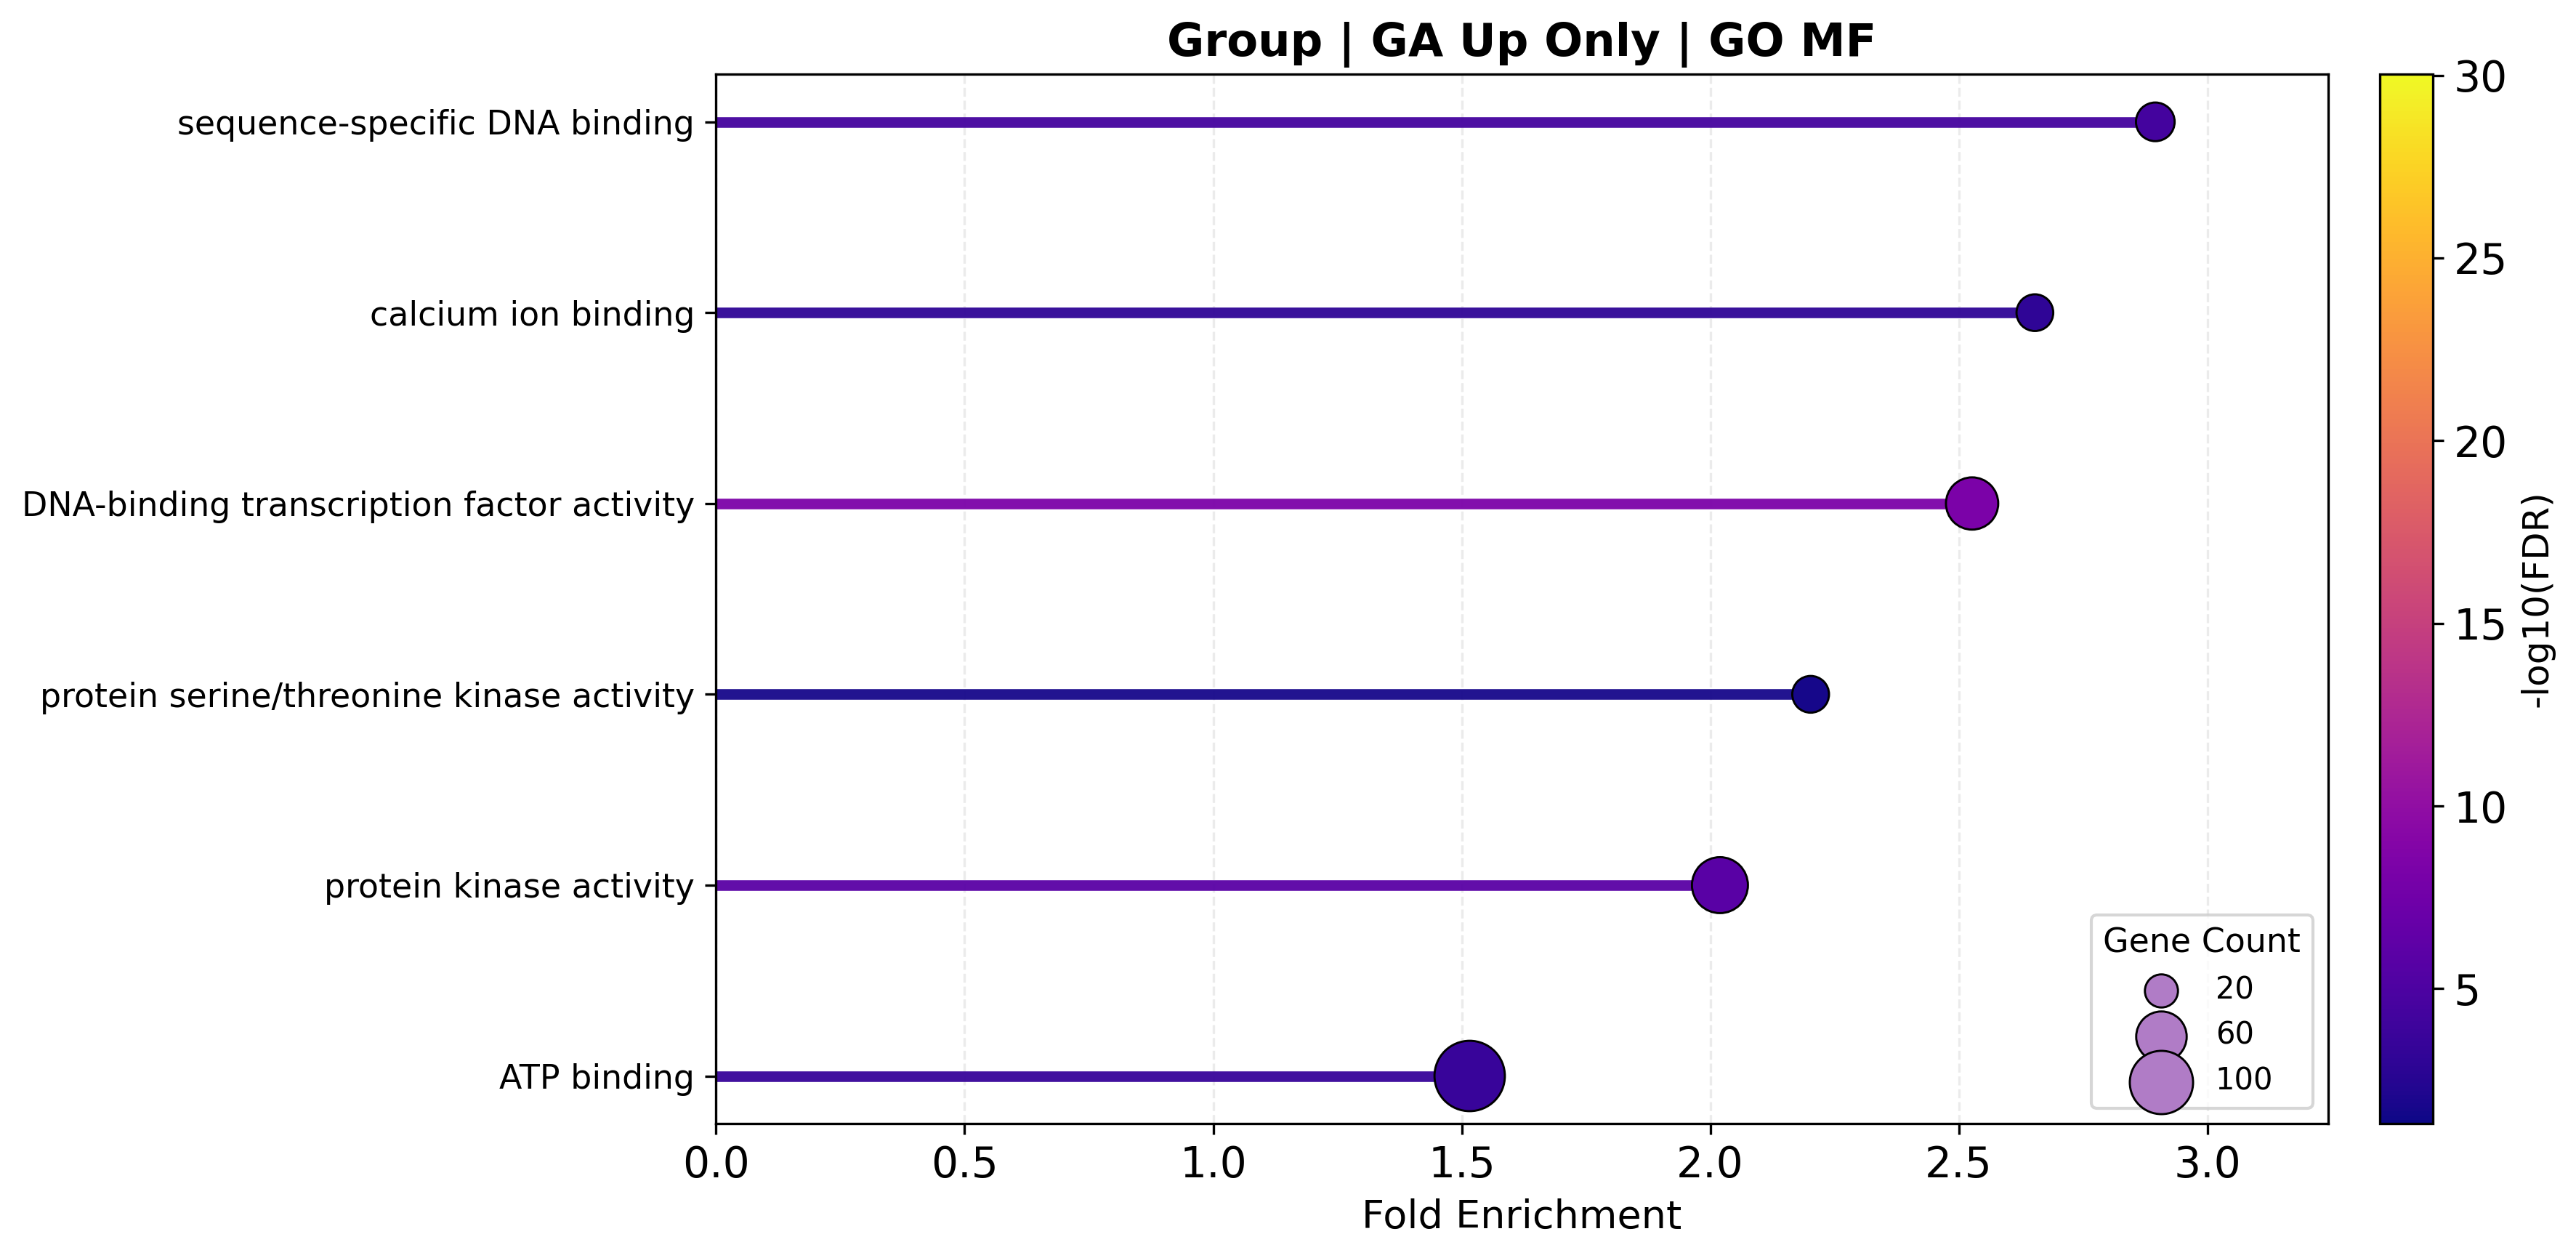 Group | GA Up Only | GO MF
sequence-specific DNA binding
calcium ion binding
DNA-binding transcription factor activity
protein serine/threonine kinase activity
protein kinase activity
ATP binding
0.0 0.5 1.0 1.5 2.0 2.5 3.0
Fold Enrichment
Gene Count
20
60
100
30
25
20
15
10
5
-log10(FDR)